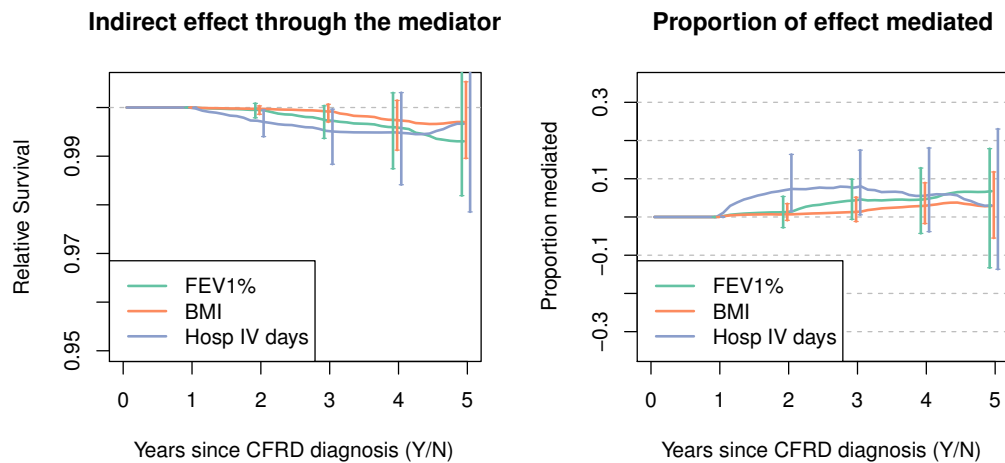 Indirect effect through the mediator
Relative Survival
0.99
0.97
0.95
FEV1%
BMI
Hosp IV days
0 1 2 3 4 5
Years since CFRD diagnosis (Y/N)
Proportion of effect mediated
Proportion mediated
0.3
0.1
−0.1
−0.3
FEV1%
BMI
Hosp IV days
0 1 2 3 4 5
Years since CFRD diagnosis (Y/N)